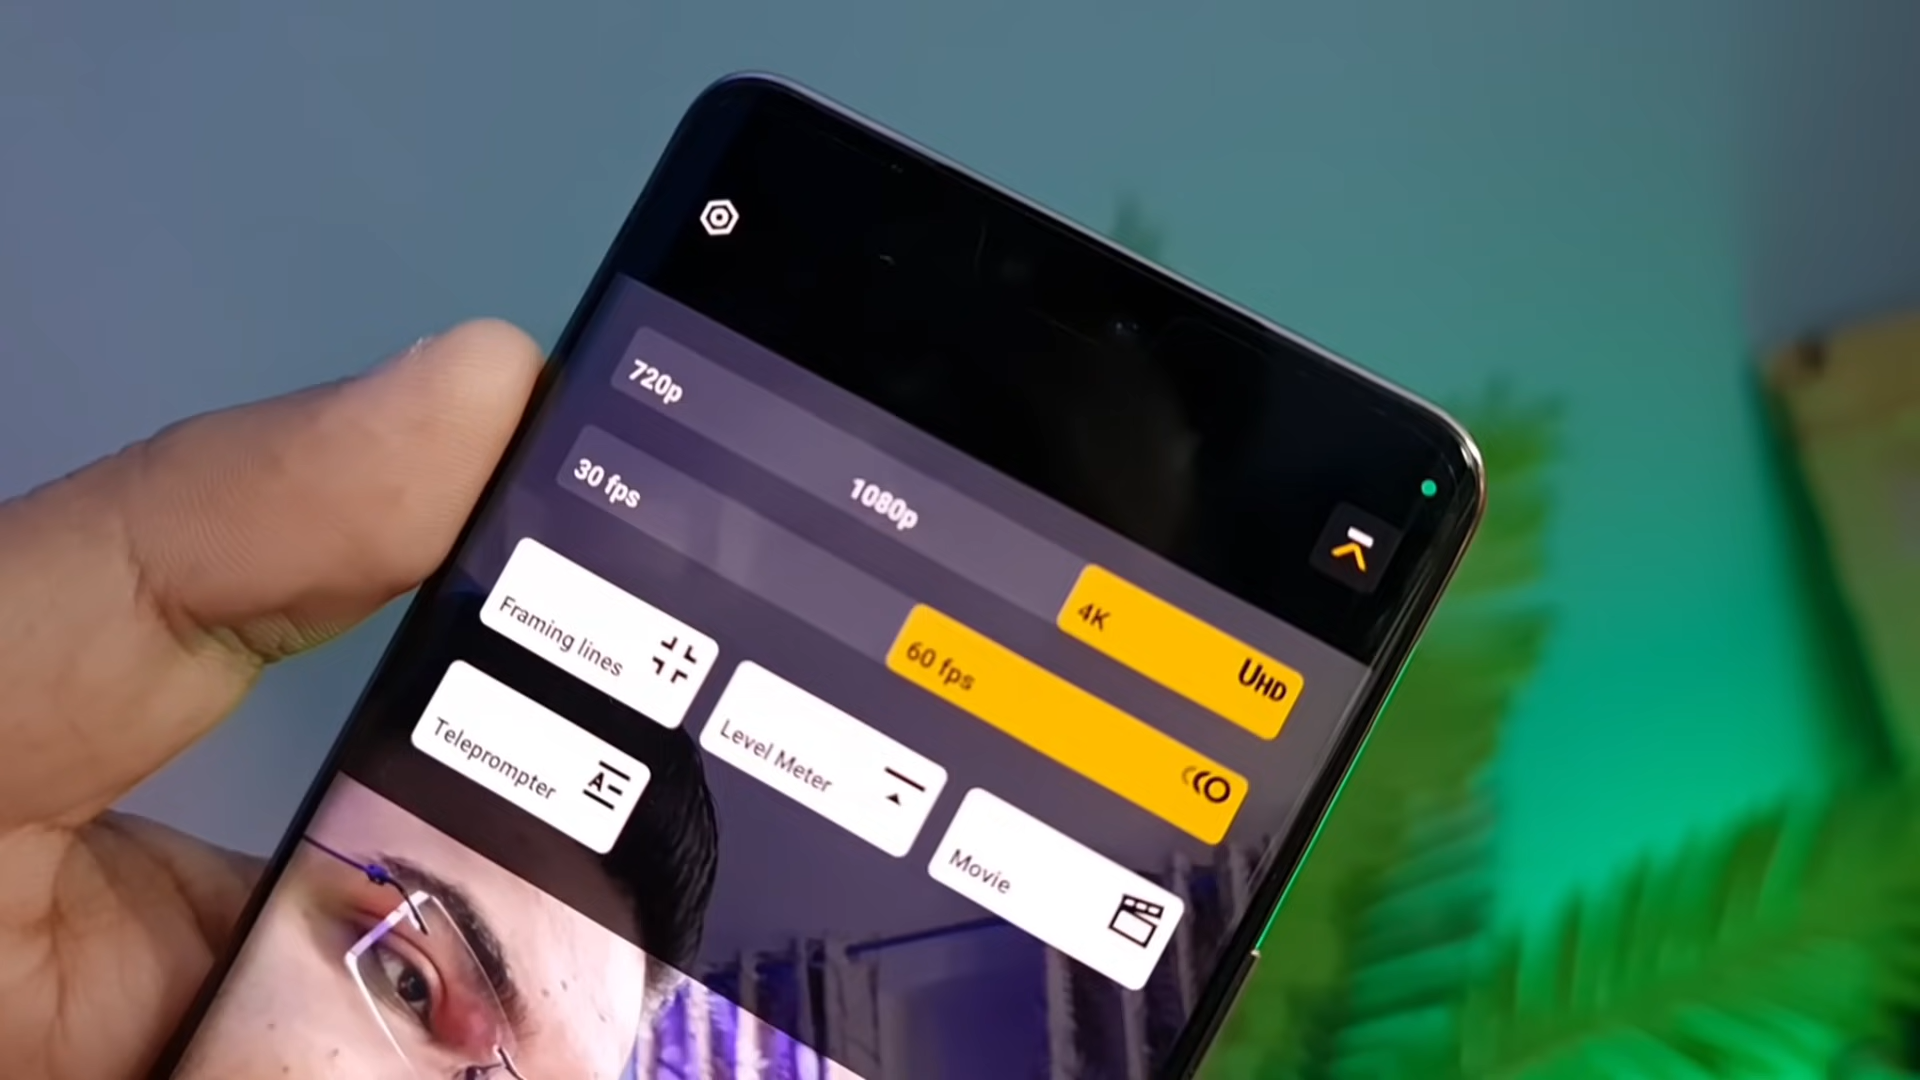 720p 1080p 4K UHD
30 fps 60 fps
Framing lines Level Meter Movie
Teleprompter